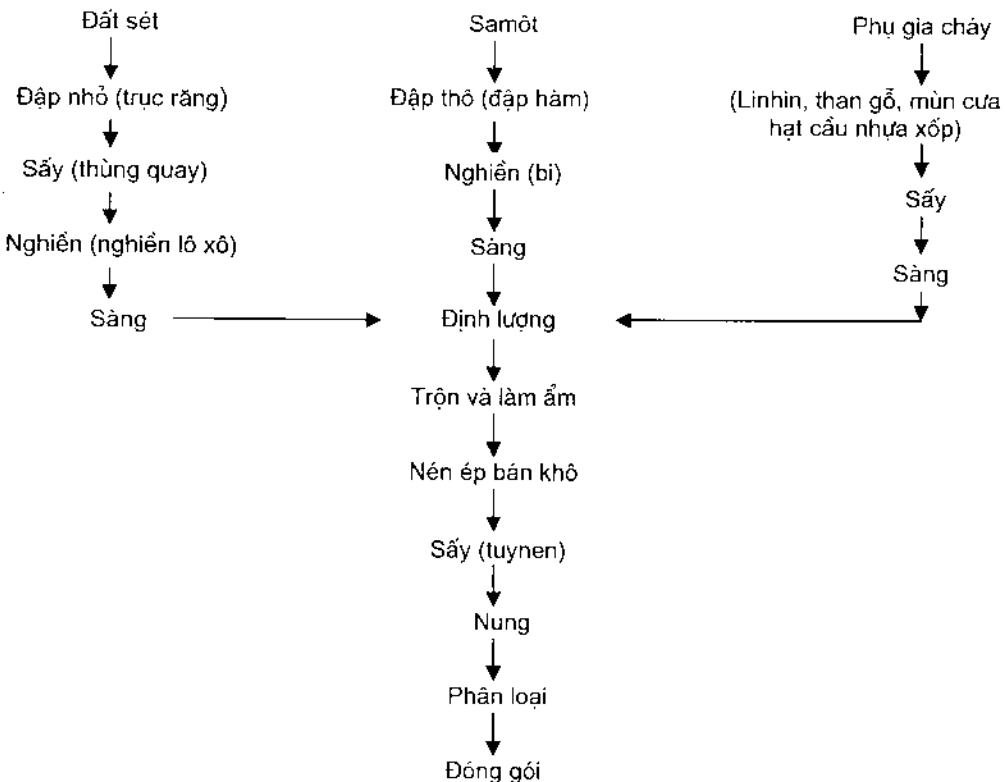 Đất sét
Đập nhỏ (trục răng)
Sấy (thùng quay)
Nghiền (nghiền lô xô)
Sàng
Samôt
Đập thô (đập hàm)
Nghiền (bi)
Sàng
Phụ gia cháy
(Linhin, than gỗ, mùn cưa
hạt cầu nhựa xốp)
Sấy
Sàng
Định lượng
Trộn và làm ẩm
Nén ép bán khô
Sấy (tuynen)
Nung
Phân loại
Đóng gói